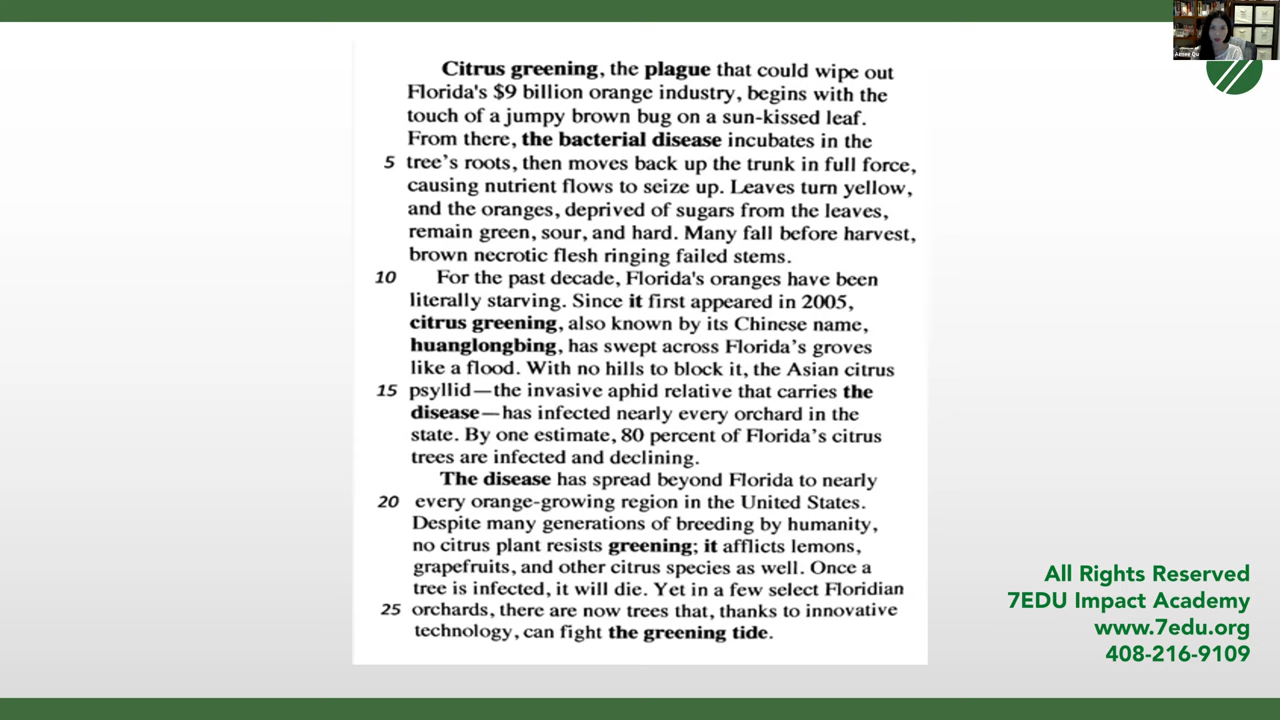 Citrus greening, the plague that could wipe out
Florida's $9 billion orange industry, begins with the
touch of a jumpy brown bug on a sun-kissed leaf.
From there, the bacterial disease incubates in the
5 tree's roots, then moves back up the trunk in full force,
causing nutrient flows to seize up. Leaves turn yellow,
and the oranges, deprived of sugars from the leaves,
remain green, sour, and hard. Many fall before harvest,
brown necrotic flesh ringing failed stems.
10 For the past decade, Florida's oranges have been
literally starving. Since it first appeared in 2005,
citrus greening, also known by its Chinese name,
huanglongbing, has swept across Florida's groves
like a flood. With no hills to block it, the Asian citrus
15 psyllid—the invasive aphid relative that carries the
disease—has infected nearly every orchard in the
state. By one estimate, 80 percent of Florida's citrus
trees are infected and declining.
The disease has spread beyond Florida to nearly
20 every orange-growing region in the United States.
Despite many generations of breeding by humanity,
no citrus plant resists greening; it afflicts lemons,
grapefruits, and other citrus species as well. Once a
tree is infected, it will die. Yet in a few select Floridian
25 orchards, there are now trees that, thanks to innovative
technology, can fight the greening tide.
All Rights Reserved
7EDU Impact Academy
www.7edu.org
408-216-9109